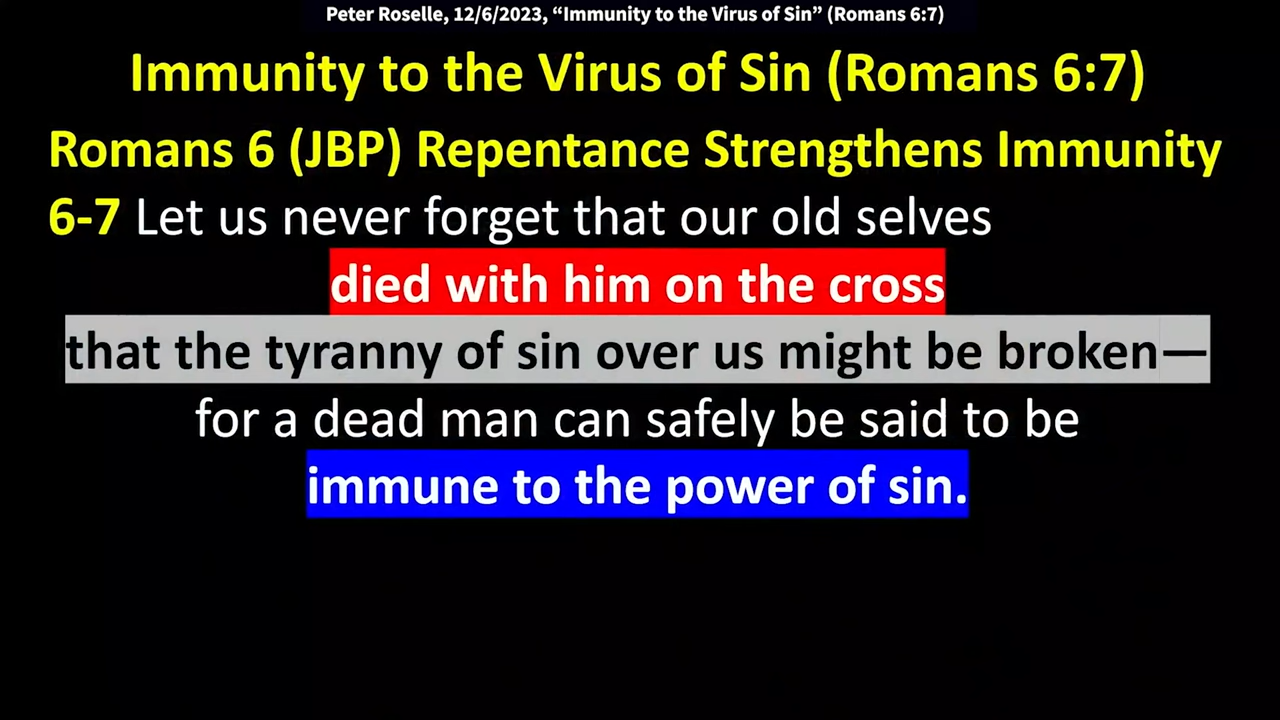 Peter Roselle, 12/6/2023, “Immunity to the Virus of Sin” (Romans 6:7)
Immunity to the Virus of Sin (Romans 6:7)
Romans 6 (JBP) Repentance Strengthens Immunity
6-7 Let us never forget that our old selves
died with him on the cross
that the tyranny of sin over us might be broken—
for a dead man can safely be said to be
immune to the power of sin.